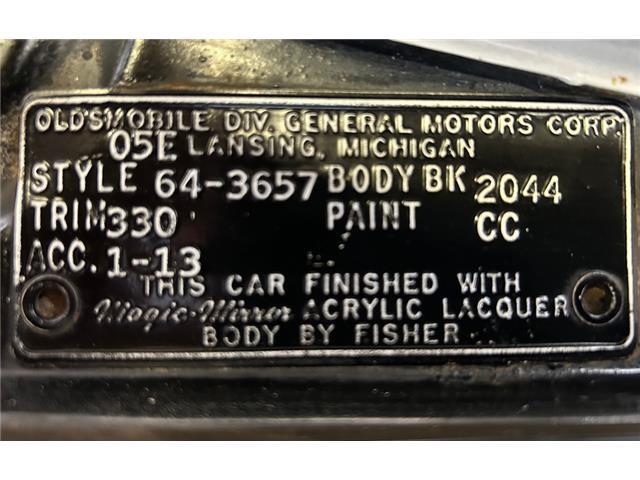 OLDSMOBILE DIV. GENERAL MOTORS CORP.
05E LANSING, MICHIGAN
STYLE 64-3657 BODY BK 2044
TRIM 330 PAINT CC
ACC. 1-13
THIS CAR FINISHED WITH
Magic-Mirror ACRYLIC LACQUER
BODY BY FISHER